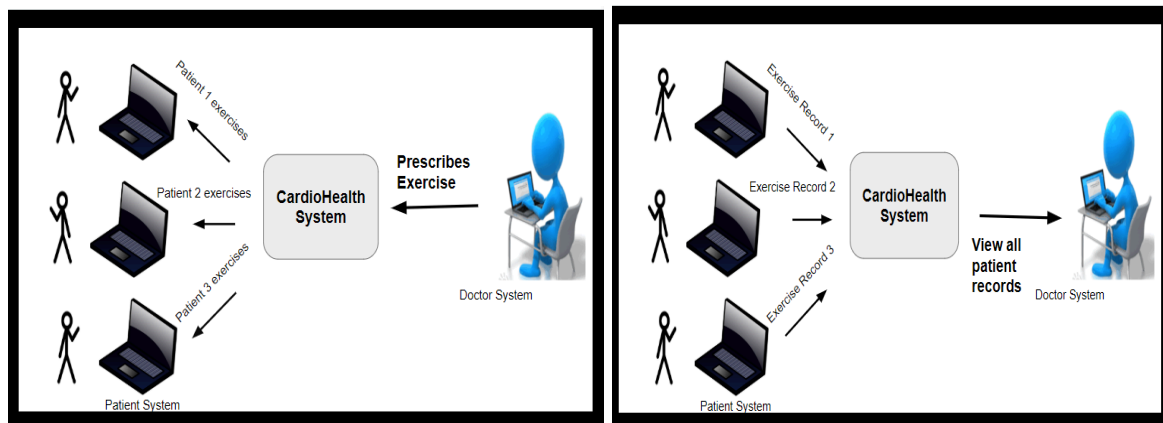 Patient 1 exercises
Patient 2 exercises
Patient 3 exercises
CardioHealth
System
Prescribes
Exercise
Doctor System
Patient System
Exercise Record 1
Exercise Record 2
Exercise Record 3
CardioHealth
System
View all
patient
records
Doctor System
Patient System